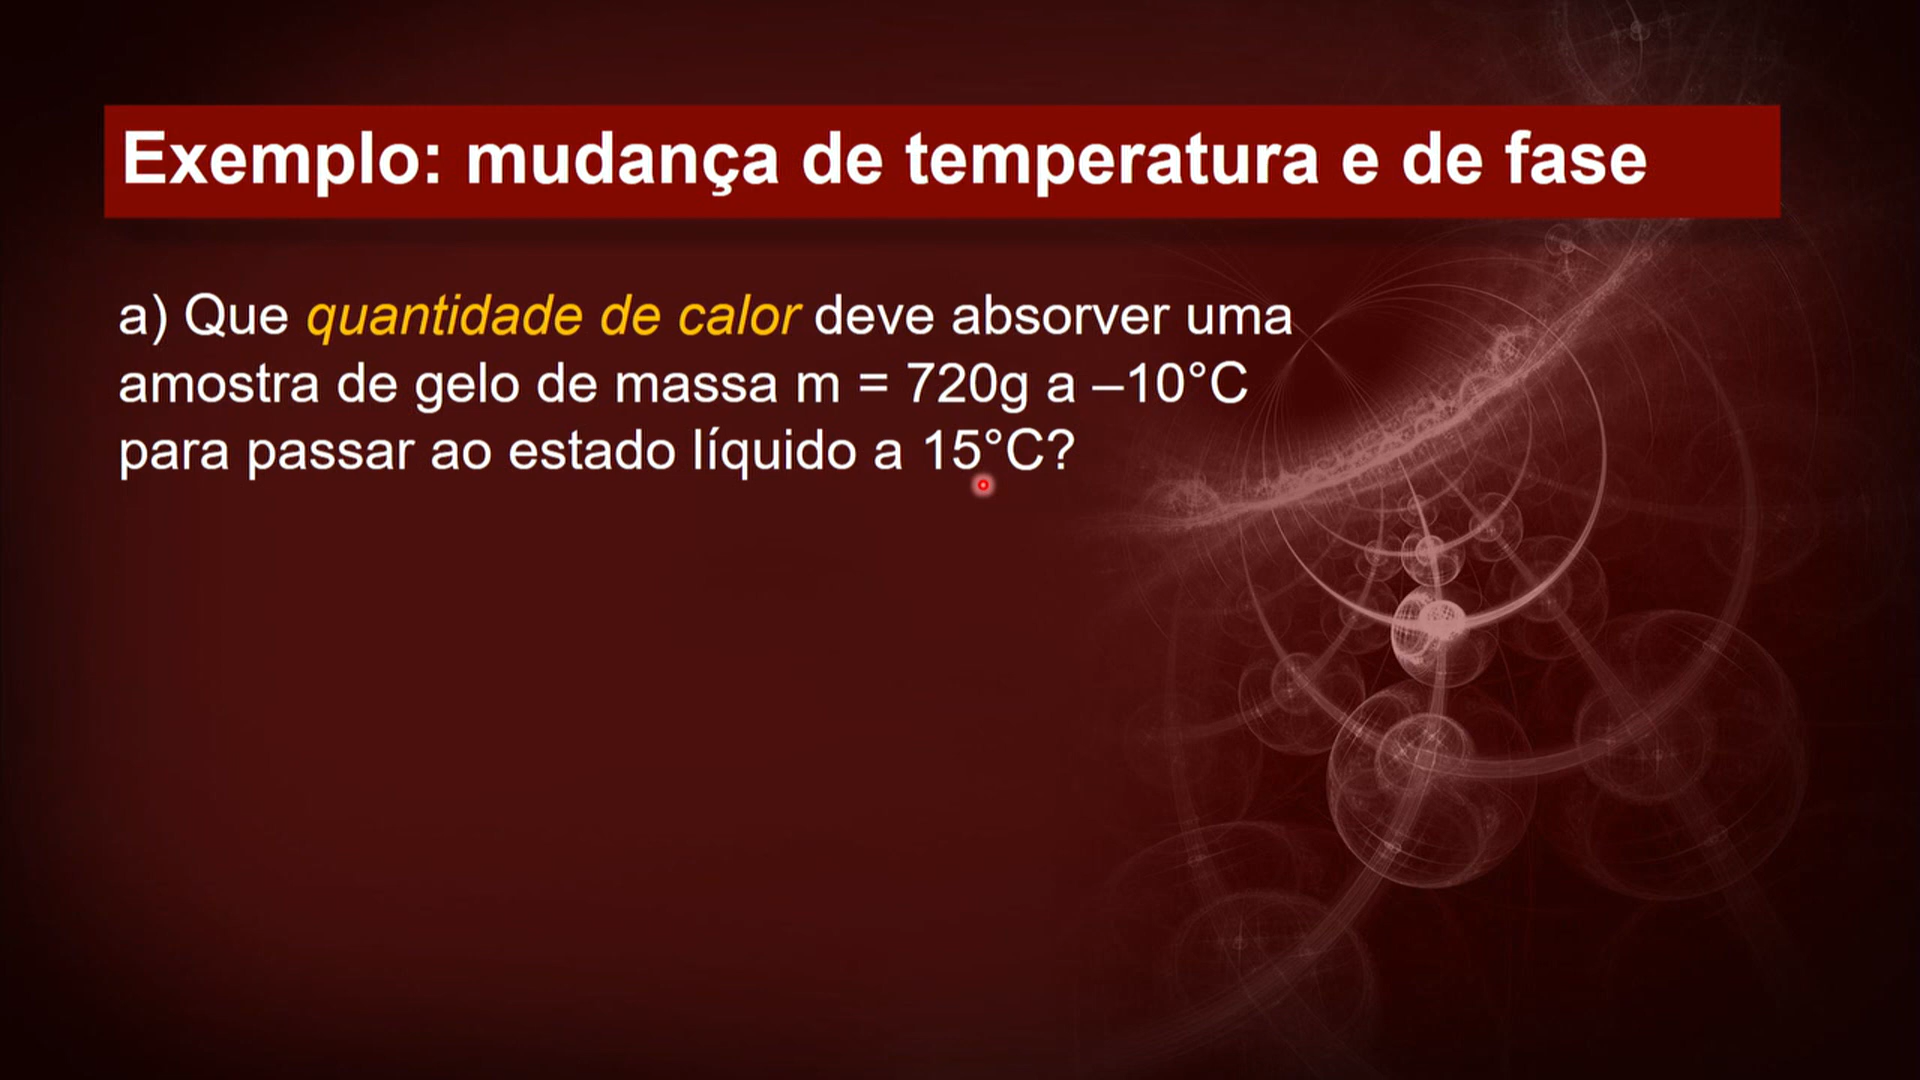 Exemplo: mudança de temperatura e de fase
a) Que quantidade de calor deve absorver uma
amostra de gelo de massa m = 720g a –10°C
para passar ao estado líquido a 15°C?